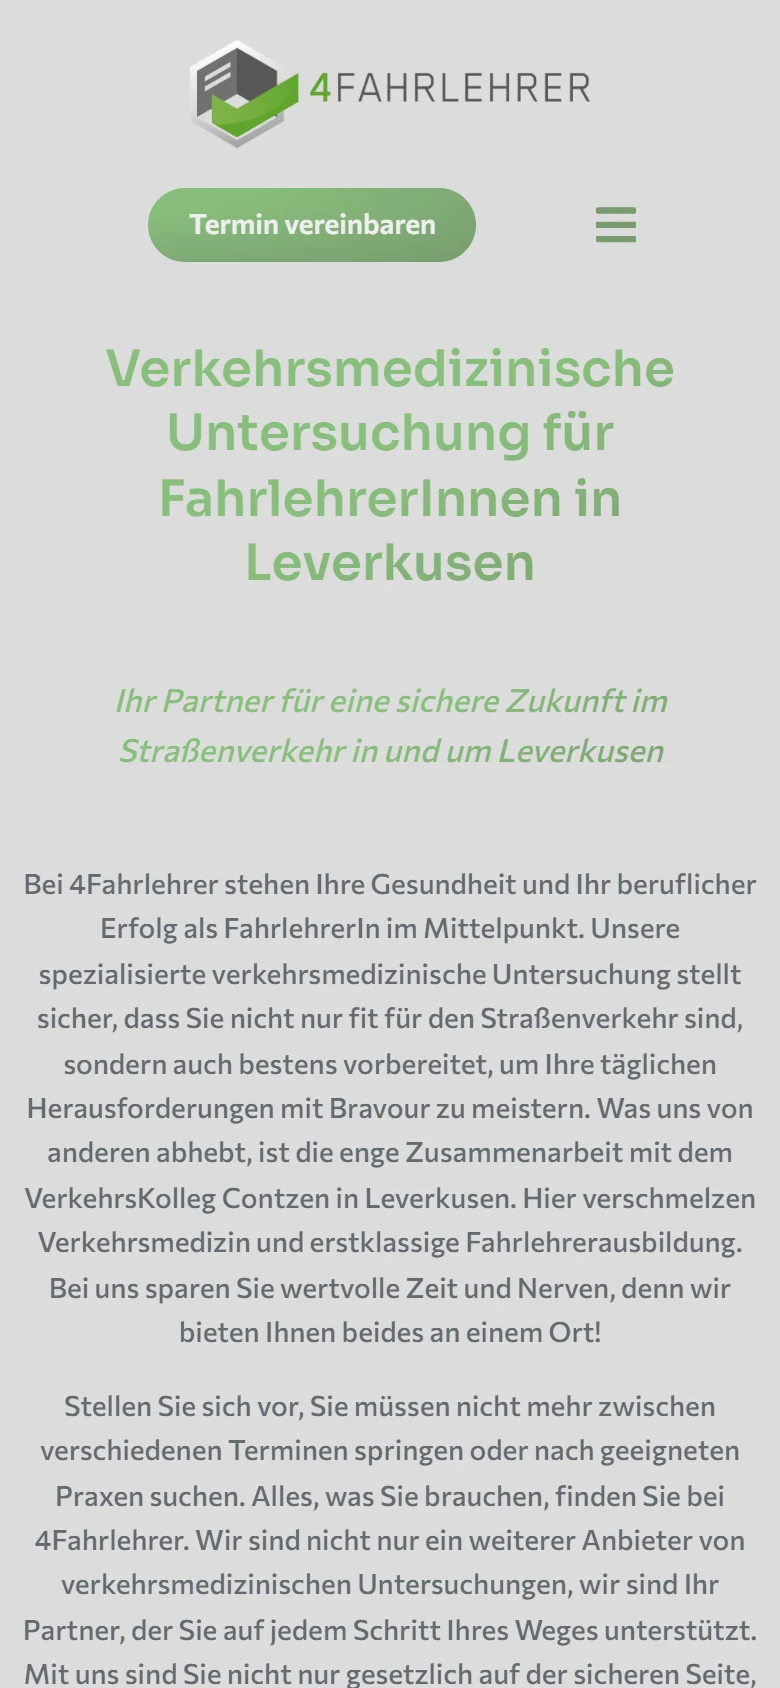 4FAHRLEHRER
Termin vereinbaren
Verkehrsmedizinische
Untersuchung für
FahrlehrerInnen in
Leverkusen
Ihr Partner für eine sichere Zukunft im
Straßenverkehr in und um Leverkusen
Bei 4Fahrlehrer stehen Ihre Gesundheit und Ihr beruflicher
Erfolg als FahrlehrerIn im Mittelpunkt. Unsere
spezialisierte verkehrsmedizinische Untersuchung stellt
sicher, dass Sie nicht nur fit für den Straßenverkehr sind,
sondern auch bestens vorbereitet, um Ihre täglichen
Herausforderungen mit Bravour zu meistern. Was uns von
anderen abhebt, ist die enge Zusammenarbeit mit dem
VerkehrsKolleg Contzen in Leverkusen. Hier verschmelzen
Verkehrsmedizin und erstklassige Fahrlehrerausbildung.
Bei uns sparen Sie wertvolle Zeit und Nerven, denn wir
bieten Ihnen beides an einem Ort!
Stellen Sie sich vor, Sie müssen nicht mehr zwischen
verschiedenen Terminen springen oder nach geeigneten
Praxen suchen. Alles, was Sie brauchen, finden Sie bei
4Fahrlehrer. Wir sind nicht nur ein weiterer Anbieter von
verkehrsmedizinischen Untersuchungen, wir sind Ihr
Partner, der Sie auf jedem Schritt Ihres Weges unterstützt.
Mit uns sind Sie nicht nur gesetzlich auf der sicheren Seite,